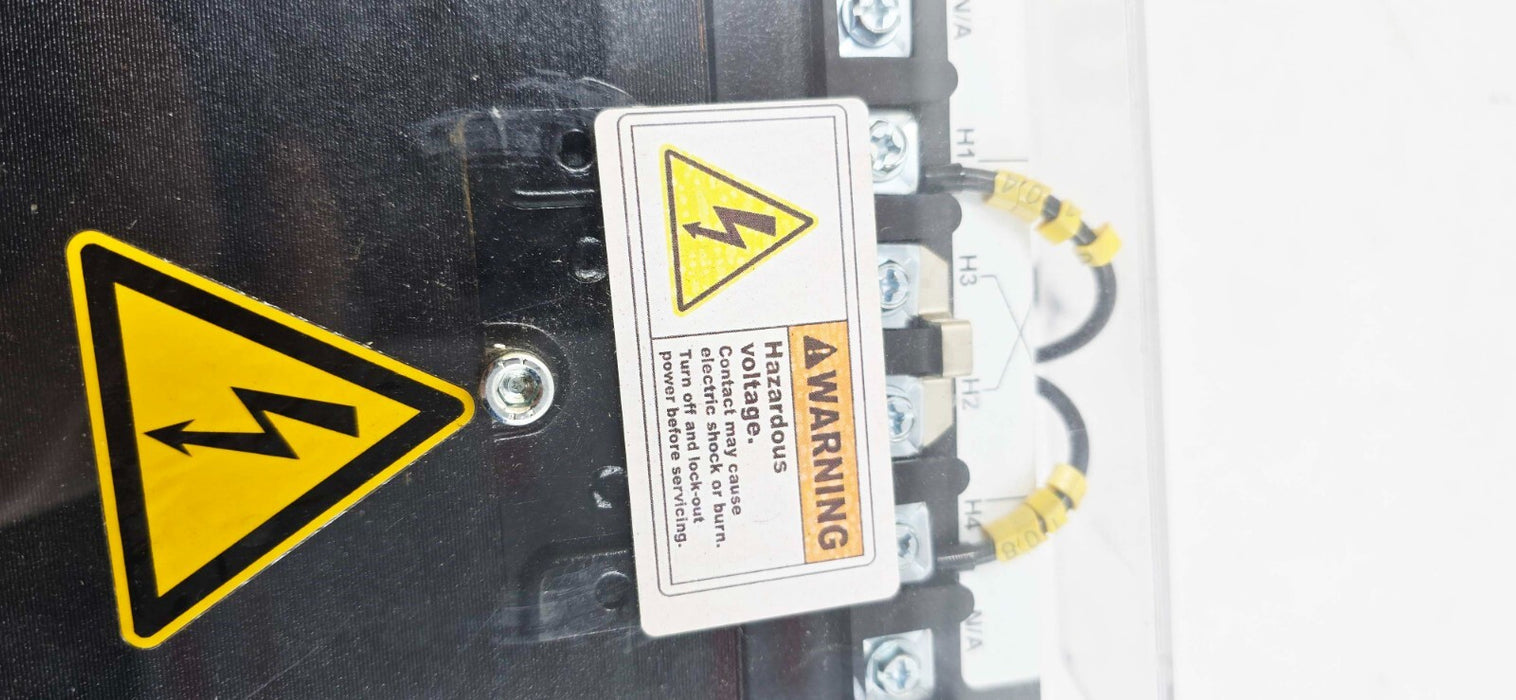 N/A
H1
H3
H2
H4
N/A
WARNING
Hazardous
voltage.
Contact may cause
electric shock or burn.
Turn off and lock-out
power before servicing.